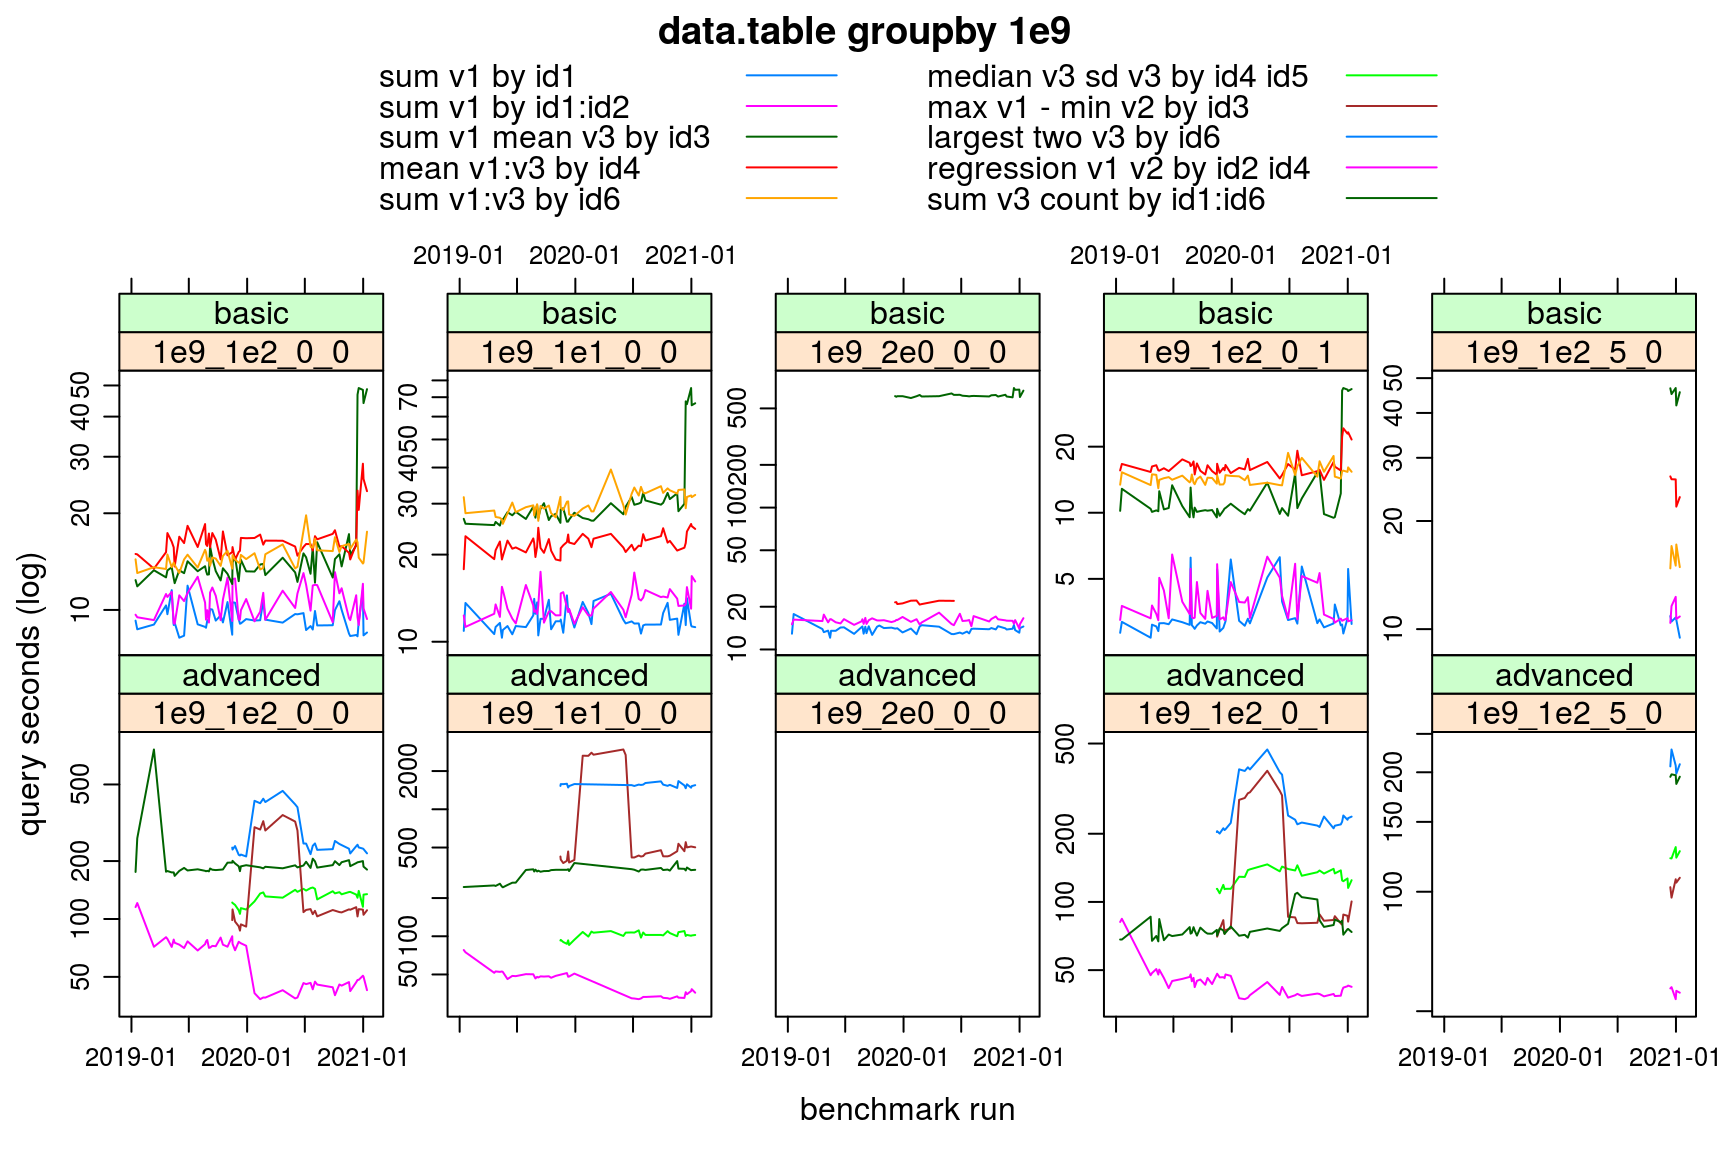 data.table groupby 1e9
sum v1 by id1
sum v1 by id1:id2
sum v1 mean v3 by id3
mean v1:v3 by id4
sum v1:v3 by id6
median v3 sd v3 by id4 id5
max v1 - min v2 by id3
largest two v3 by id6
regression v1 v2 by id2 id4
sum v3 count by id1:id6
2019-01 2020-01 2021-01
2019-01 2020-01 2021-01
basic
basic
basic
basic
basic
1e9_1e2_0_0
1e9_1e1_0_0
1e9_2e0_0_0
1e9_1e2_0_1
1e9_1e2_5_0
10 20 30 40 50
10 20 30 40 50 70
10 20 50 100 200 500
5 10 20
10 20 30 40 50
advanced
advanced
advanced
advanced
advanced
1e9_1e2_0_0
1e9_1e1_0_0
1e9_2e0_0_0
1e9_1e2_0_1
1e9_1e2_5_0
50 100 200 500
50 100 500 2000
50 100 200 500
100 150 200
2019-01 2020-01 2021-01
2019-01 2020-01 2021-01
2019-01 2020-01 2021-01
query seconds (log)
benchmark run